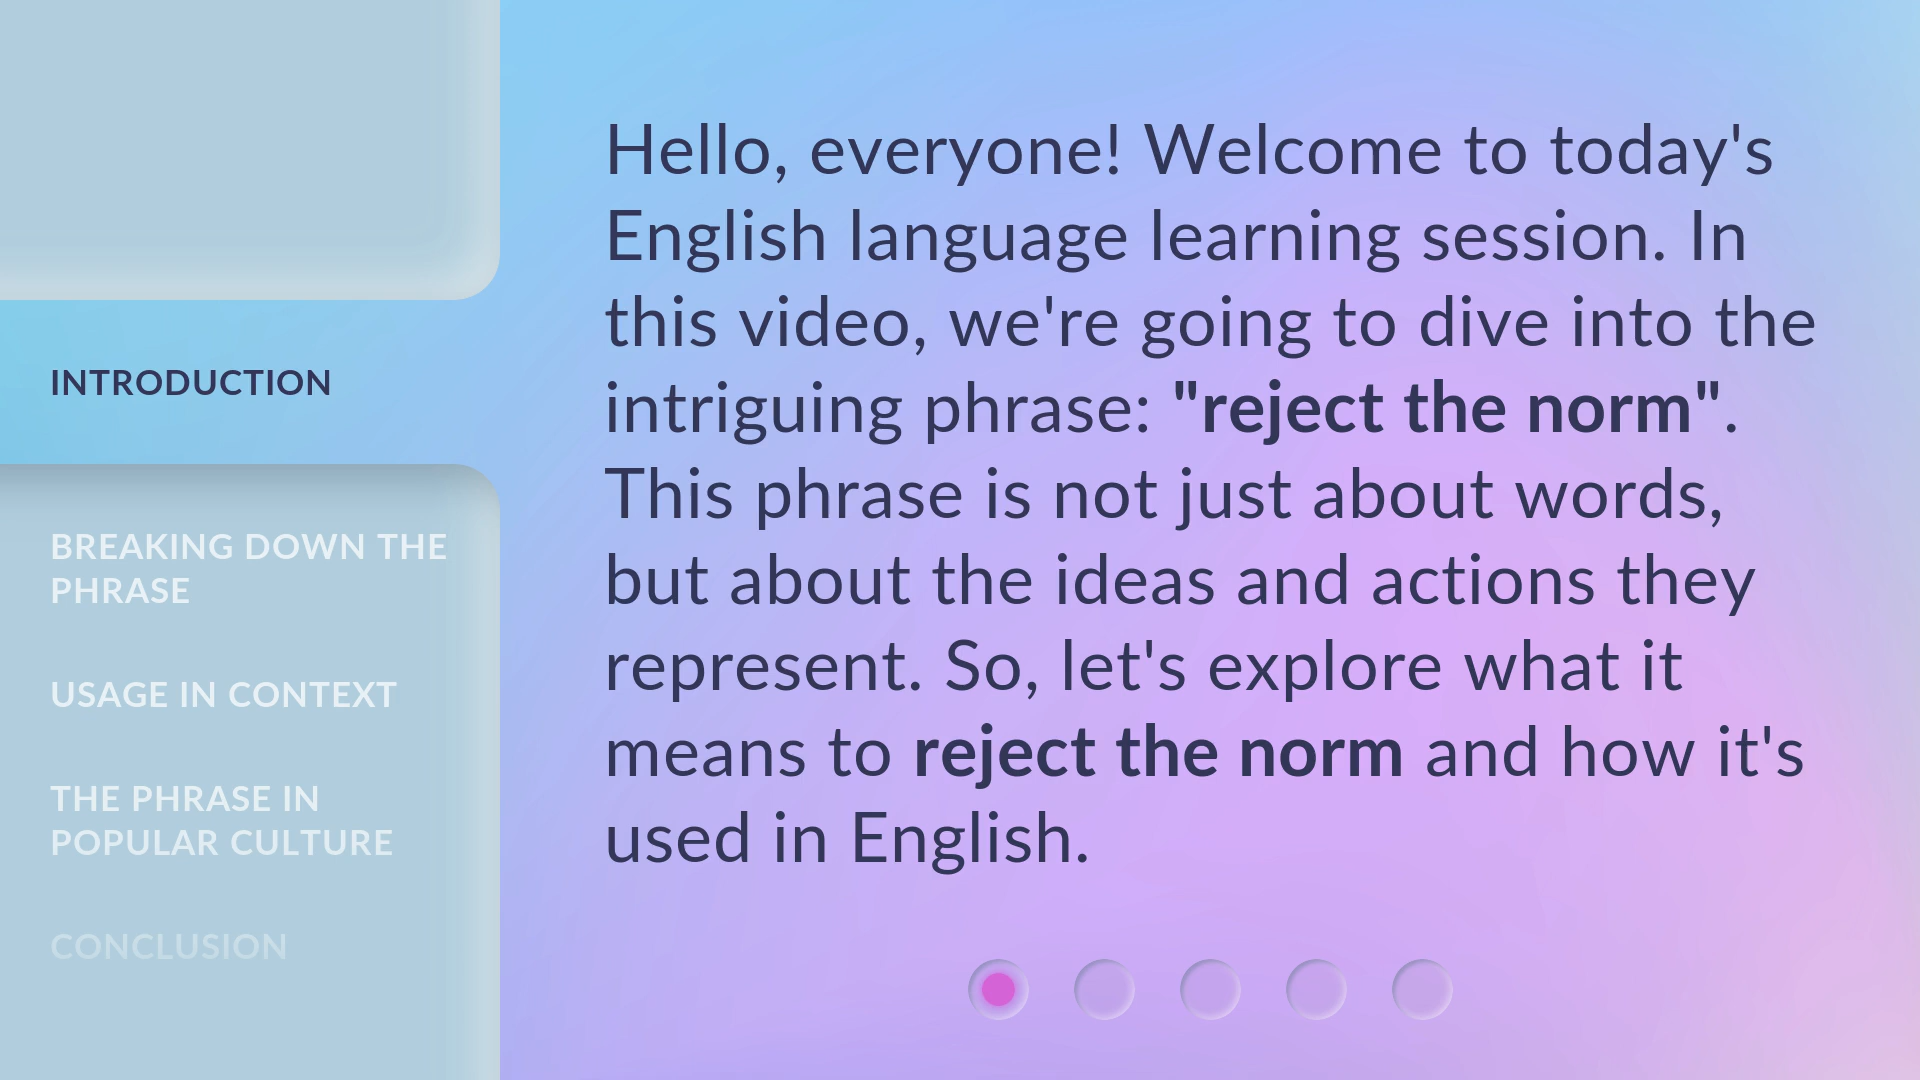 INTRODUCTION
BREAKING DOWN THE
PHRASE
USAGE IN CONTEXT
THE PHRASE IN
POPULAR CULTURE
CONCLUSION
Hello, everyone! Welcome to today's
English language learning session. In
this video, we're going to dive into the
intriguing phrase: "reject the norm".
This phrase is not just about words,
but about the ideas and actions they
represent. So, let's explore what it
means to reject the norm and how it's
used in English.